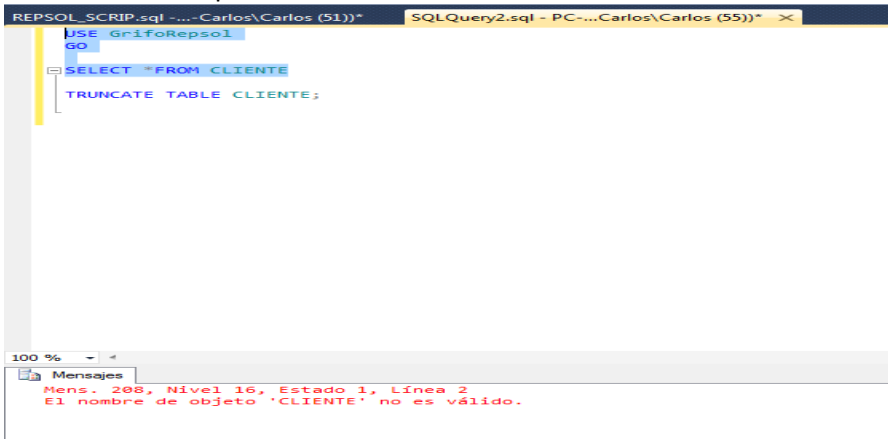 REPSOL_SCRIP.sql -...-Carlos\Carlos (51))* SQLQuery2.sql - PC-...Carlos\Carlos (55))* ×
USE GrifoRepsol
GO
SELECT *FROM CLIENTE
TRUNCATE TABLE CLIENTE;
100 %
Mensajes
Mens. 208, Nivel 16, Estado 1, Línea 2
El nombre de objeto 'CLIENTE' no es válido.